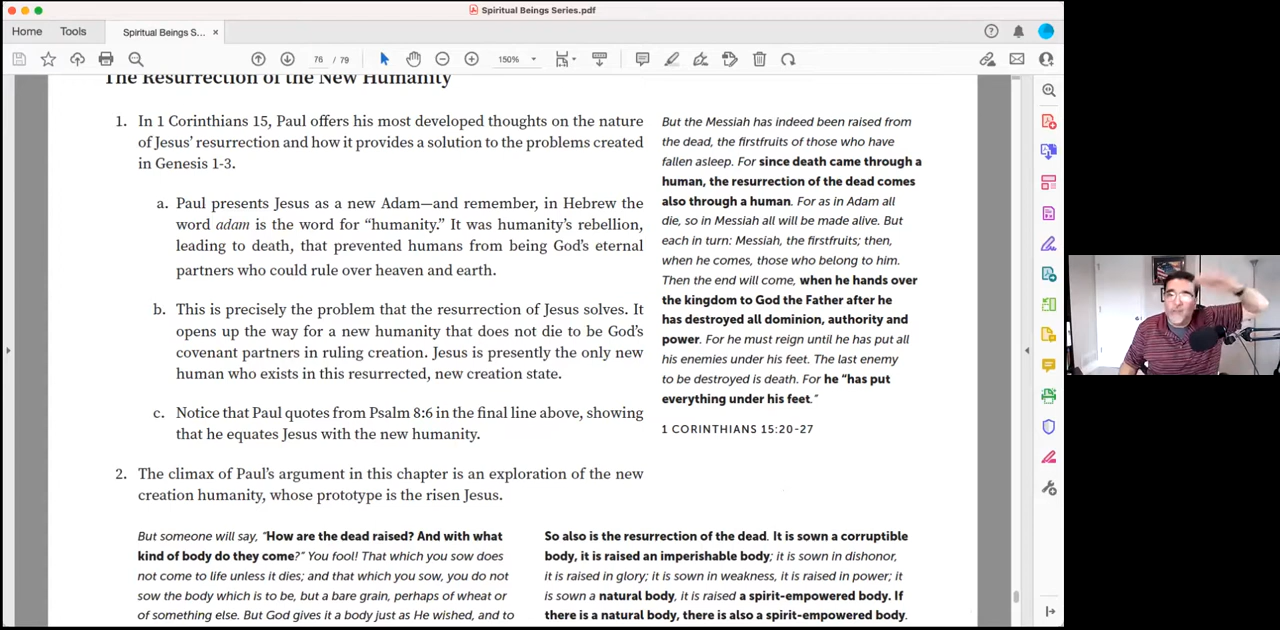 Spiritual Beings Series.pdf
Home
Tools
Spiritual Beings S...
76 / 79
150%
The Resurrection of the New Humanity
1. In 1 Corinthians 15, Paul offers his most developed thoughts on the nature
of Jesus’ resurrection and how it provides a solution to the problems created
in Genesis 1-3.
a. Paul presents Jesus as a new Adam—and remember, in Hebrew the
word adam is the word for “humanity.” It was humanity’s rebellion,
leading to death, that prevented humans from being God’s eternal
partners who could rule over heaven and earth.
b. This is precisely the problem that the resurrection of Jesus solves. It
opens up the way for a new humanity that does not die to be God’s
covenant partners in ruling creation. Jesus is presently the only new
human who exists in this resurrected, new creation state.
c. Notice that Paul quotes from Psalm 8:6 in the final line above, showing
that he equates Jesus with the new humanity.
But the Messiah has indeed been raised from
the dead, the firstfruits of those who have
fallen asleep. For since death came through a
human, the resurrection of the dead comes
also through a human. For as in Adam all
die, so in Messiah all will be made alive. But
each in turn: Messiah, the firstfruits; then,
when he comes, those who belong to him.
Then the end will come, when he hands over
the kingdom to God the Father after he
has destroyed all dominion, authority and
power. For he must reign until he has put all
his enemies under his feet. The last enemy
to be destroyed is death. For he “has put
everything under his feet.”
1 CORINTHIANS 15:20-27
2. The climax of Paul’s argument in this chapter is an exploration of the new
creation humanity, whose prototype is the risen Jesus.
But someone will say, “How are the dead raised? And with what
kind of body do they come?” You fool! That which you sow does
not come to life unless it dies; and that which you sow, you do not
sow the body which is to be, but a bare grain, perhaps of wheat or
of something else. But God gives it a body just as He wished, and to
So also is the resurrection of the dead. It is sown a corruptible
body, it is raised an imperishable body; it is sown in dishonor,
it is raised in glory; it is sown in weakness, it is raised in power; it
is sown a natural body, it is raised a spirit-empowered body. If
there is a natural body, there is also a spirit-empowered body.